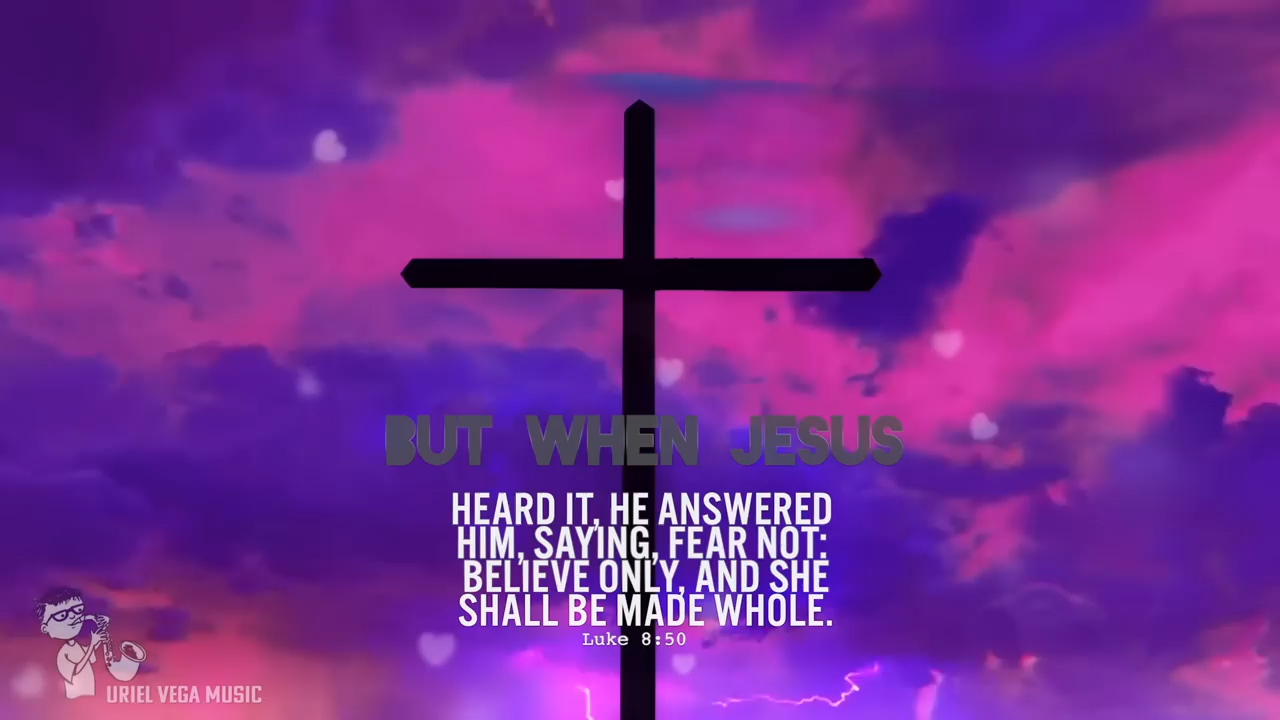 BUT WHEN JESUS
HEARD IT, HE ANSWERED
HIM, SAYING, FEAR NOT:
BELIEVE ONLY, AND SHE
SHALL BE MADE WHOLE.
Luke 8:50
URIEL VEGA MUSIC